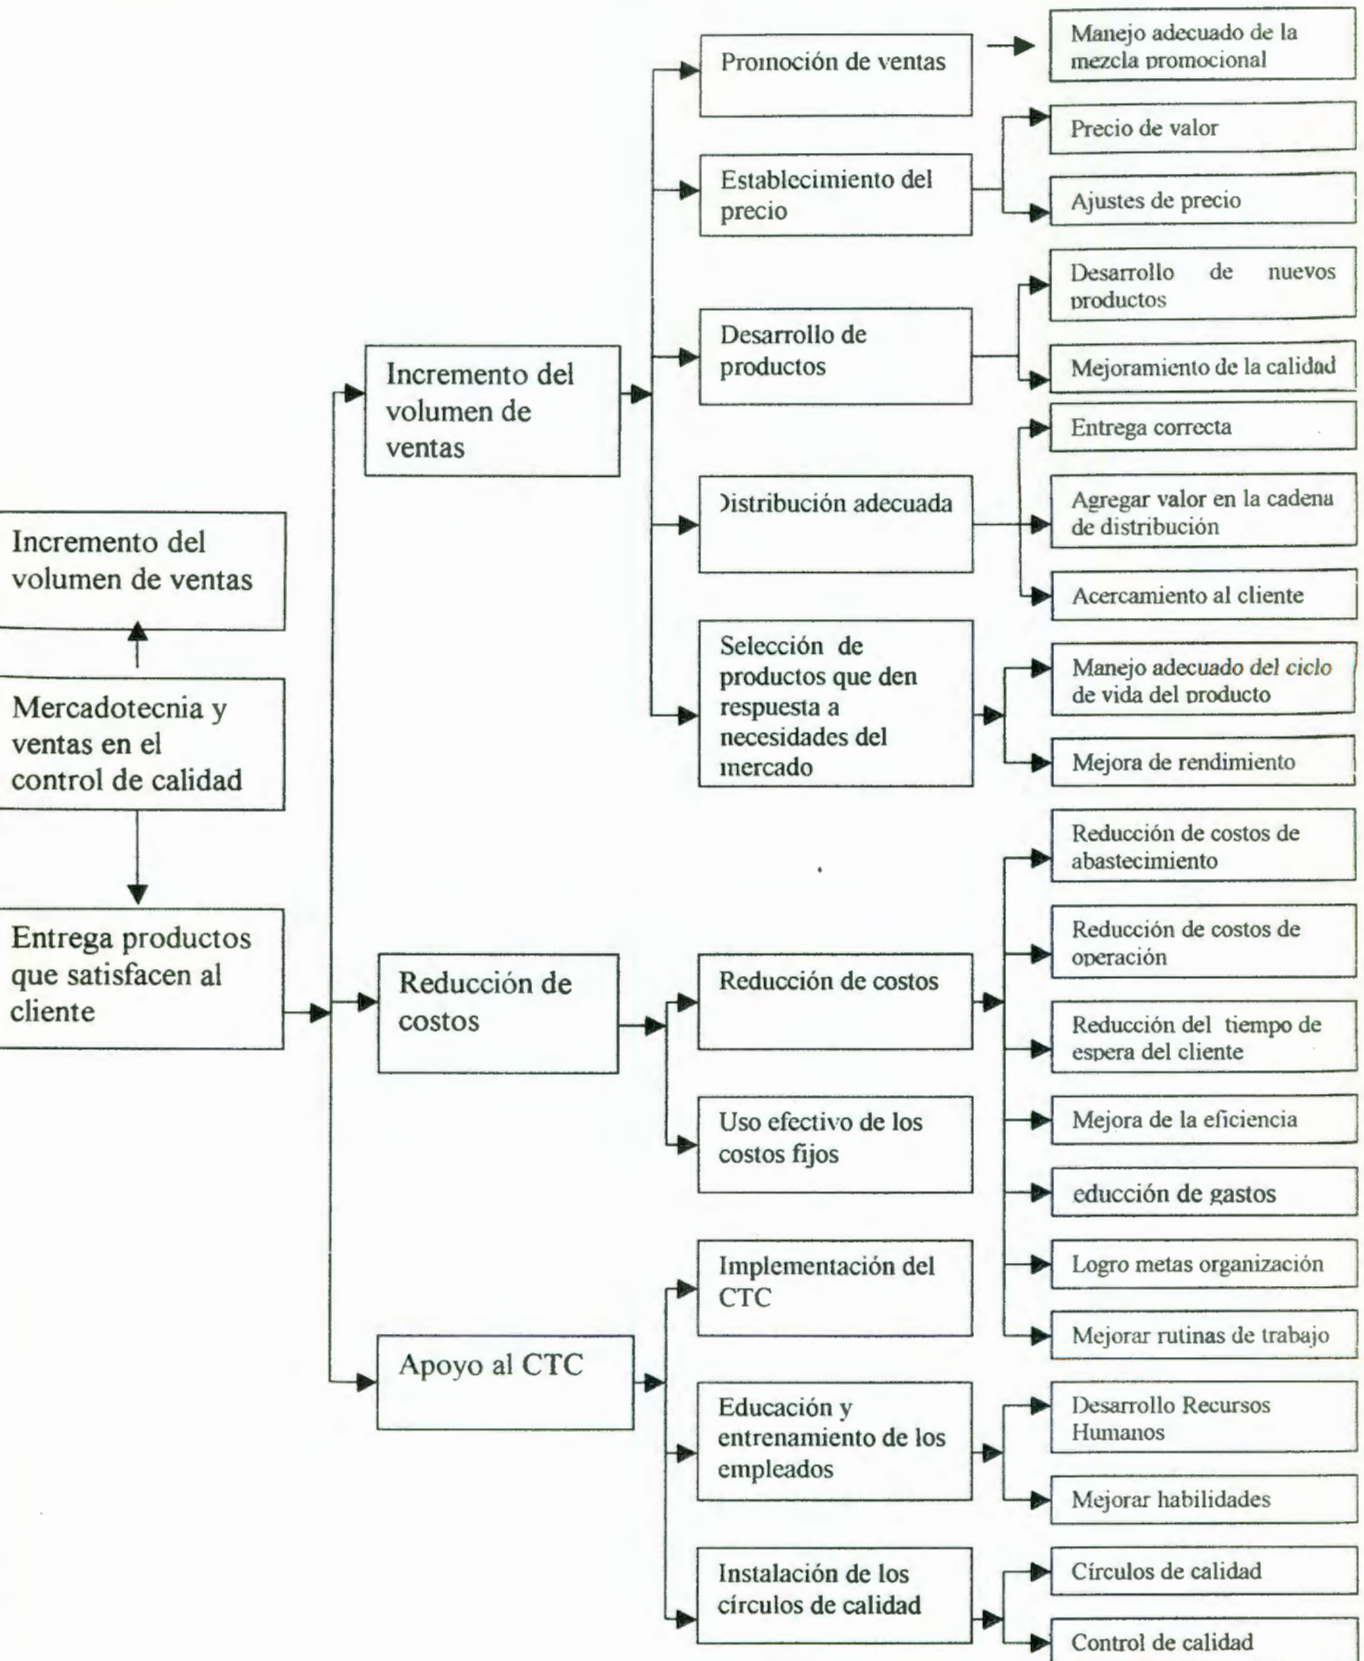 Incremento del
volumen de ventas
Mercadotecnia y
ventas en el
control de calidad
Entrega productos
que satisfacen al
cliente
Incremento del
volumen de
ventas
Reducción de
costos
Apoyo al CTC
Promoción de ventas
Establecimiento del
precio
Desarrollo de
productos
Distribución adecuada
Selección de
productos que den
respuesta a
necesidades del
mercado
Reducción de costos
Uso efectivo de los
costos fijos
Implementación del
CTC
Educación y
entrenamiento de los
empleados
Instalación de los
círculos de calidad
Manejo adecuado de la
mezcla promocional
Precio de valor
Ajustes de precio
Desarrollo de nuevos
productos
Mejoramiento de la calidad
Entrega correcta
Agregar valor en la cadena
de distribución
Acercamiento al cliente
Manejo adecuado del ciclo
de vida del producto
Mejora de rendimiento
Reducción de costos de
abastecimiento
Reducción de costos de
operación
Reducción del tiempo de
espera del cliente
Mejora de la eficiencia
educción de gastos
Logro metas organización
Mejorar rutinas de trabajo
Desarrollo Recursos
Humanos
Mejorar habilidades
Círculos de calidad
Control de calidad